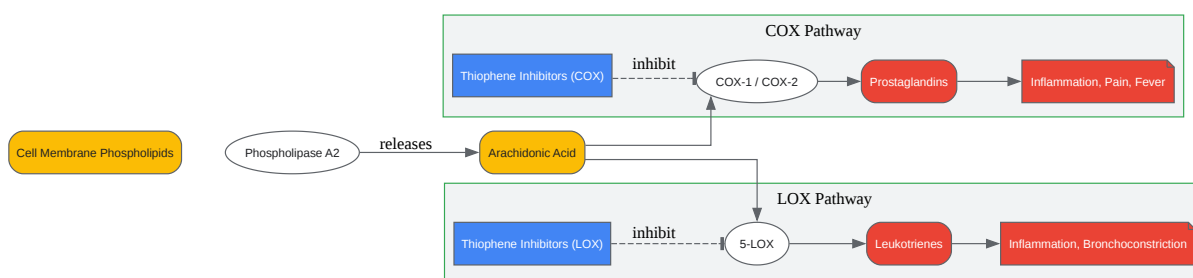 COX Pathway
Thiophene Inhibitors (COX)
inhibit
COX-1 / COX-2
Prostaglandins
Inflammation, Pain, Fever
Cell Membrane Phospholipids
Phospholipase A2
releases
Arachidonic Acid
LOX Pathway
Thiophene Inhibitors (LOX)
inhibit
5-LOX
Leukotrienes
Inflammation, Bronchoconstriction